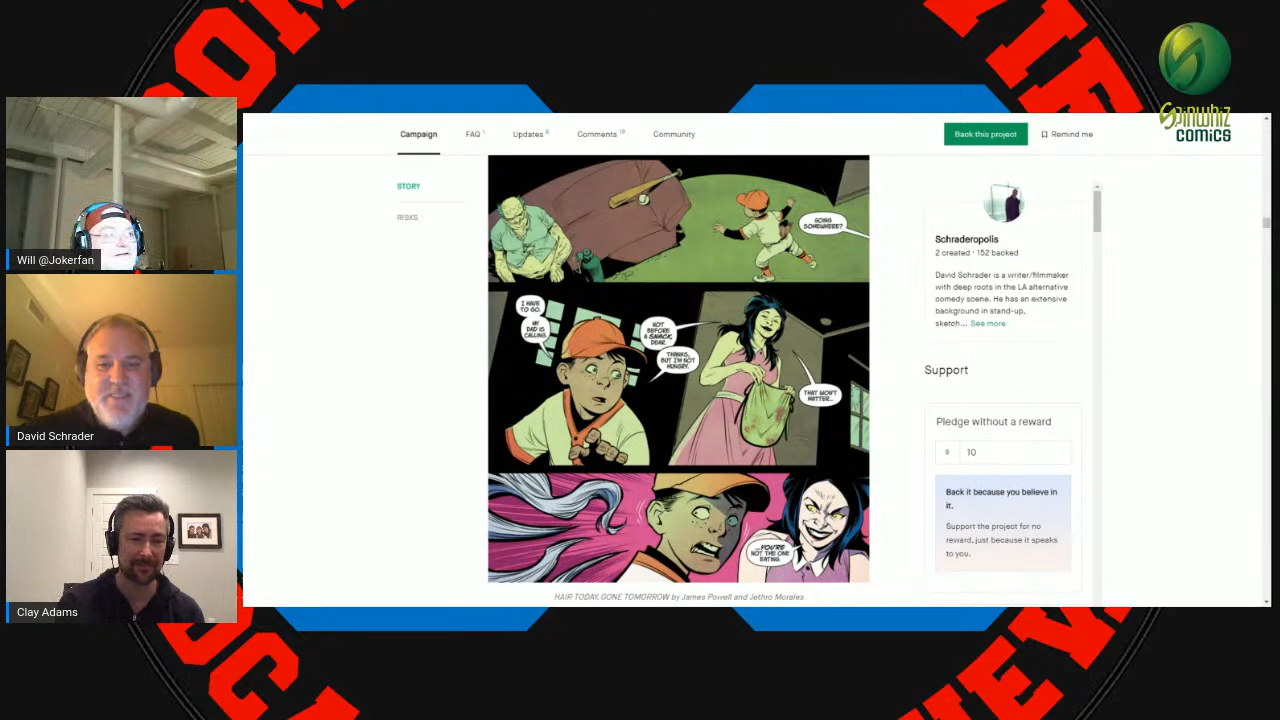 Spinwhiz
COMICS
Campaign
FAQ 1
Updates 6
Comments
Community
Back this project
Remind me
STORY
RISKS
GOING
SOMEWHERE?
I HAVE
TO GO.
MY
DAD IS
CALLING.
NOT
BEFORE
A SNACK,
DEAR.
THANKS,
BUT I'M NOT
HUNGRY.
THAT WON'T
MATTER...
...YOU'RE
NOT THE ONE
EATING.
HAIR TODAY, GONE TOMORROW by James Powell and Jethro Morales
Schraderopolis
2 created · 152 backed
David Schrader is a writer/filmmaker
with deep roots in the LA alternative
comedy scene. He has an extensive
background in stand-up,
sketch... See more
Support
Pledge without a reward
$ 10
Back it because you believe in
it.
Support the project for no
reward, just because it speaks
to you.
Will @Jokerfan
David Schrader
Clay Adams